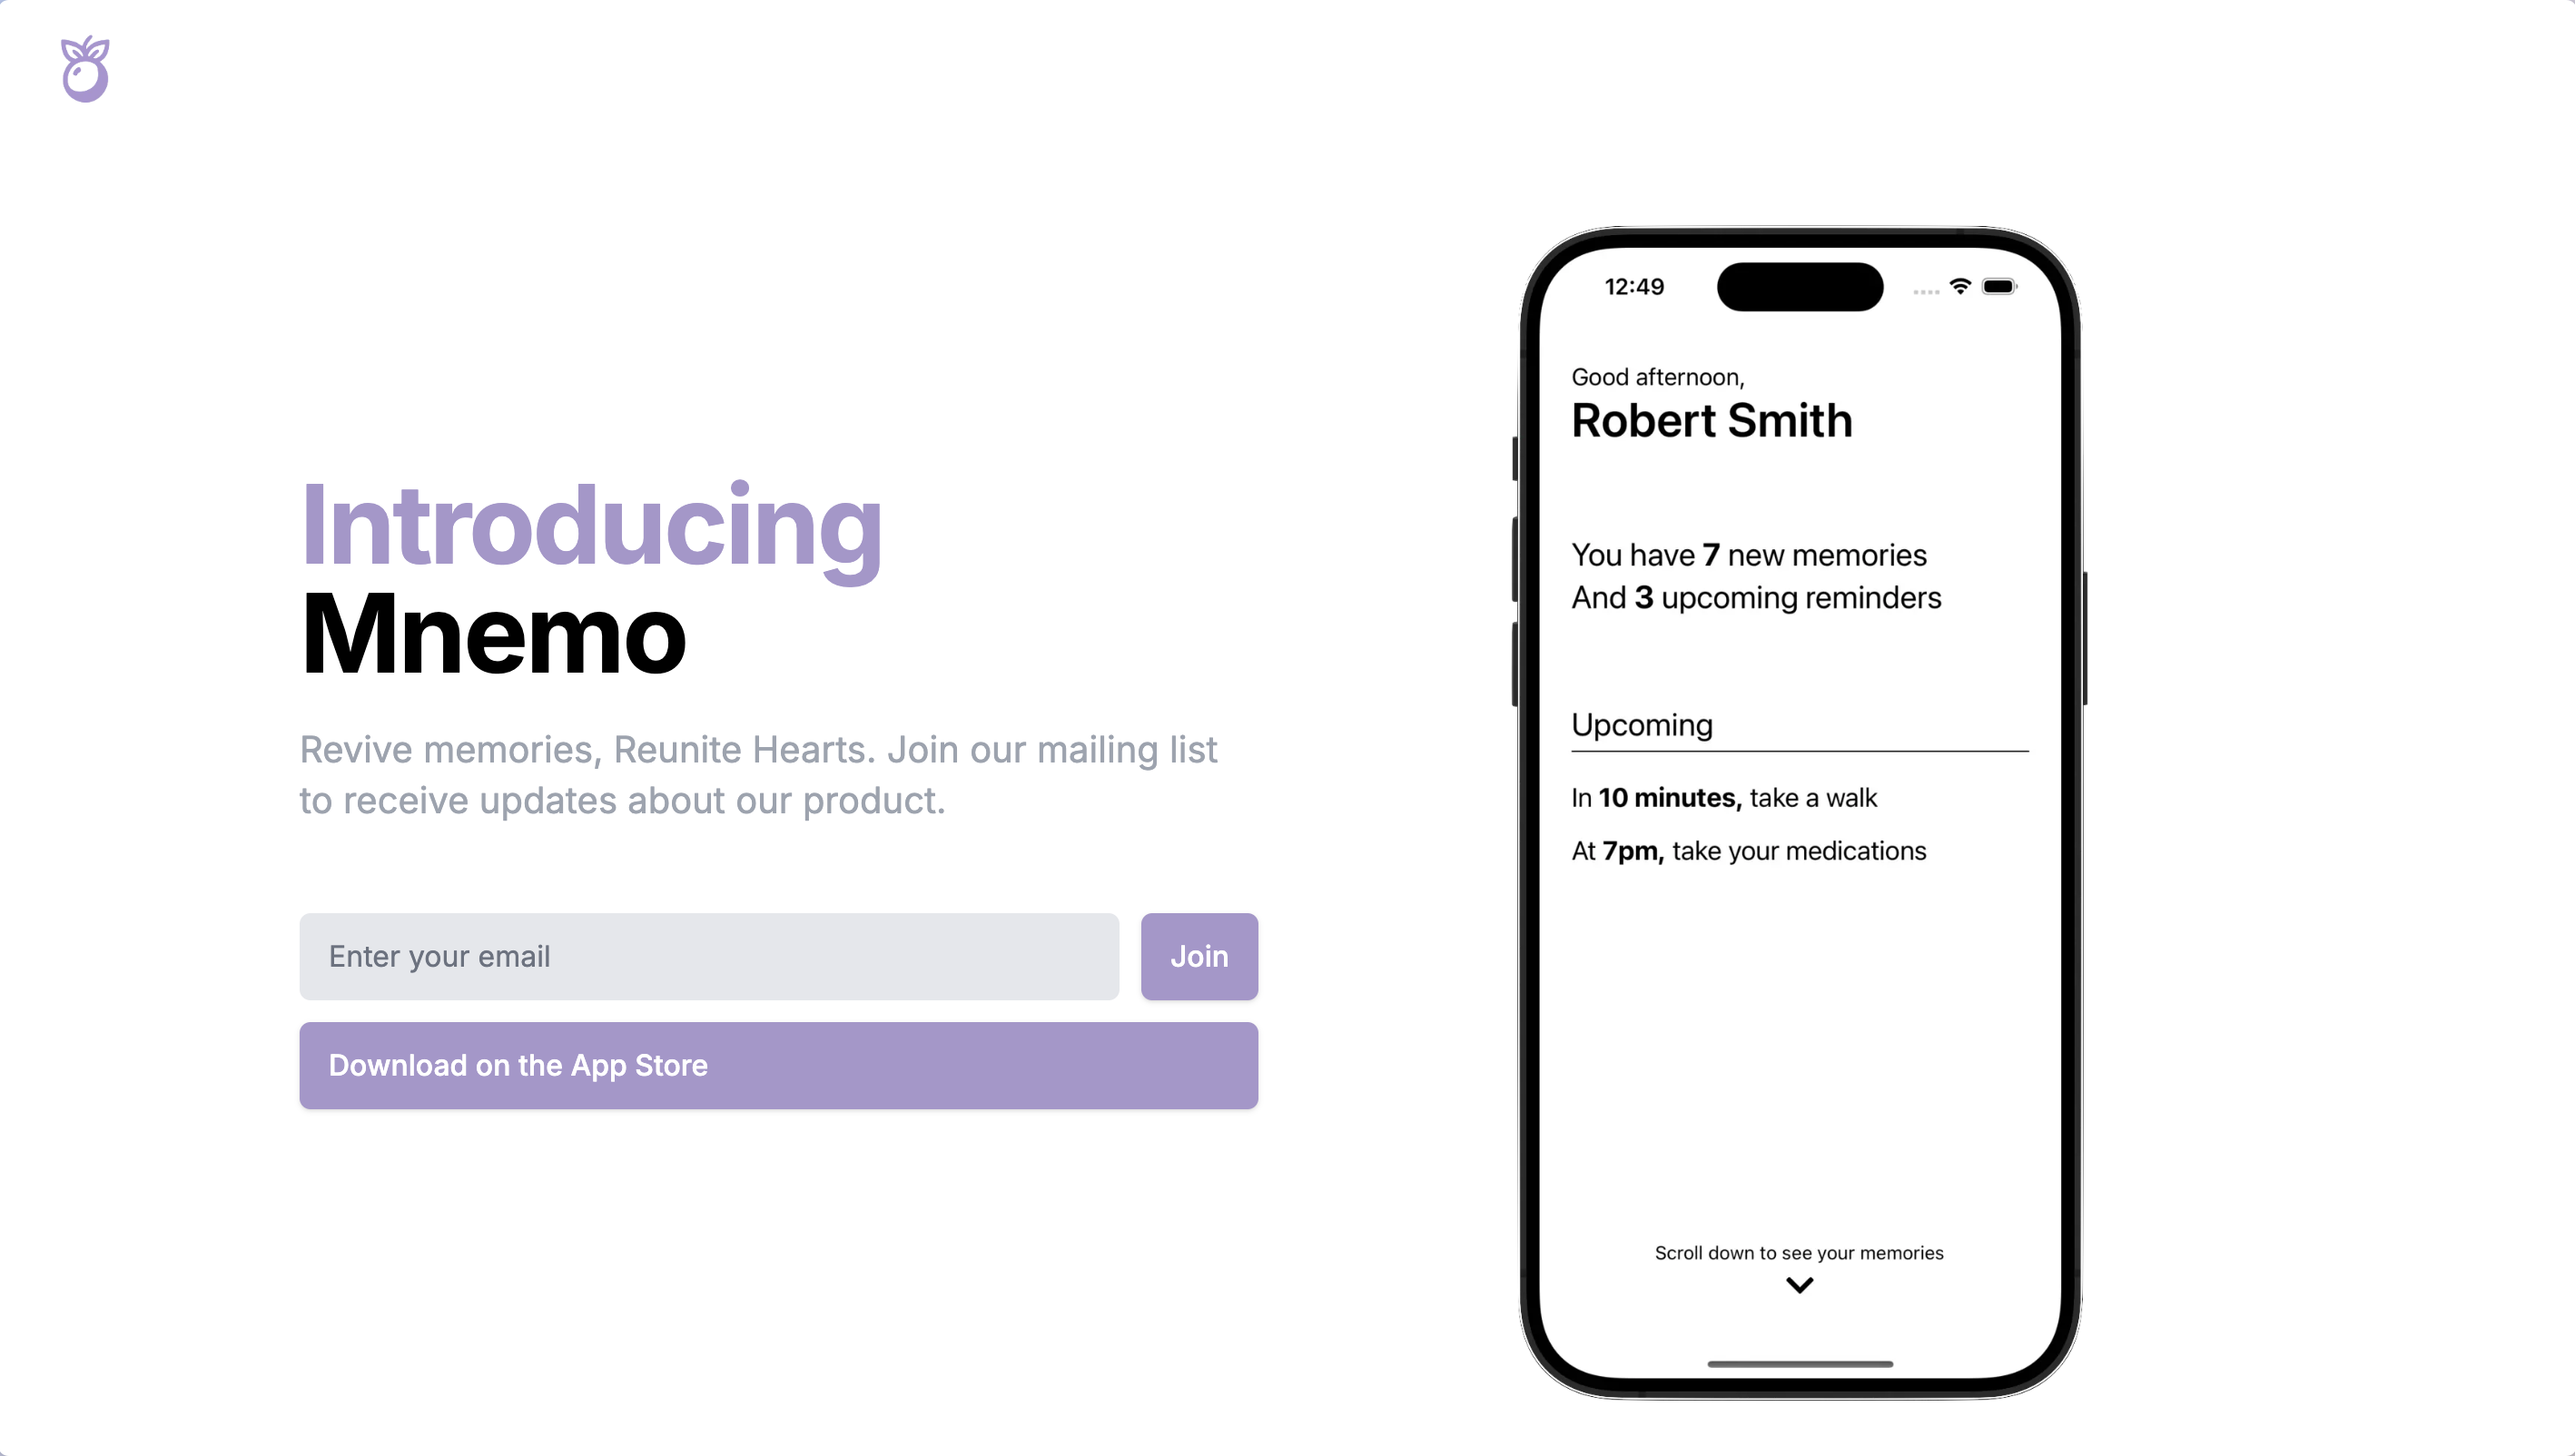 Introducing
Mnemo
Revive memories, Reunite Hearts. Join our mailing list
to receive updates about our product.
Enter your email
Join
Download on the App Store
12:49
Good afternoon,
Robert Smith
You have 7 new memories
And 3 upcoming reminders
Upcoming
In 10 minutes, take a walk
At 7pm, take your medications
Scroll down to see your memories